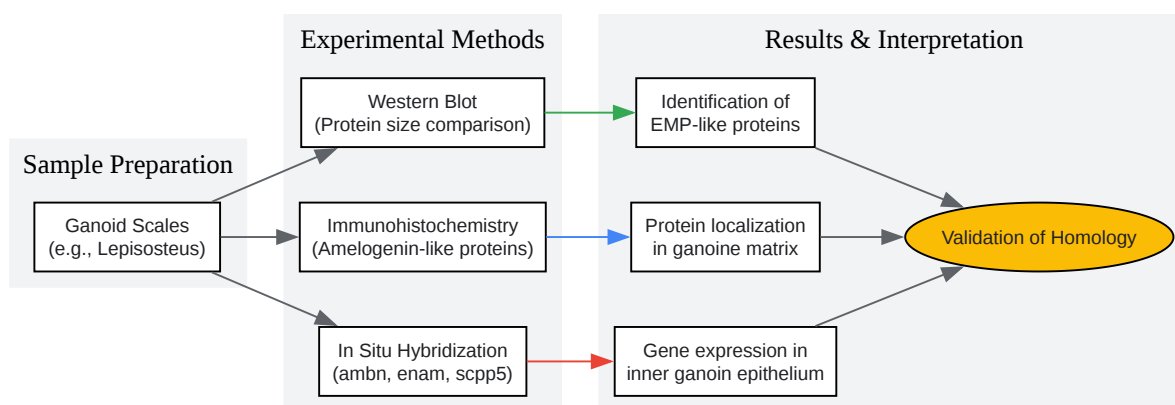 Experimental Methods
Results & Interpretation
Western Blot
(Protein size comparison)
Identification of
EMP-like proteins
Sample Preparation
Ganoid Scales
(e.g., Lepisosteus)
Immunohistochemistry
(Amelogenin-like proteins)
Protein localization
in ganoine matrix
Validation of Homology
In Situ Hybridization
(ambn, enam, scpp5)
Gene expression in
inner ganoin epithelium